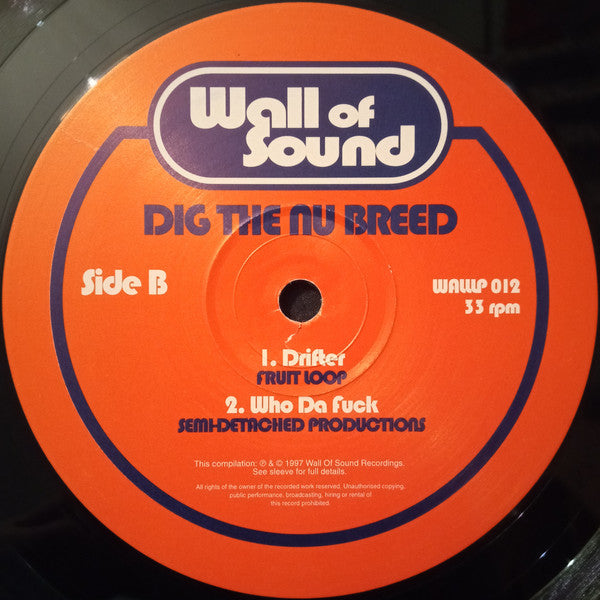 Wall of
Sound
DIG THE NU BREED
Side B
WALLP 012
33 rpm
1. Drifter
FRUIT LOOP
2. Who Da Fuck
SEMI-DETACHED PRODUCTIONS
This compilation: ℗ & © 1997 Wall Of Sound Recordings.
See sleeve for full details.
All rights of the owner of the recorded work reserved. Unauthorised copying,
public performance, broadcasting, hiring or rental of
this record prohibited.